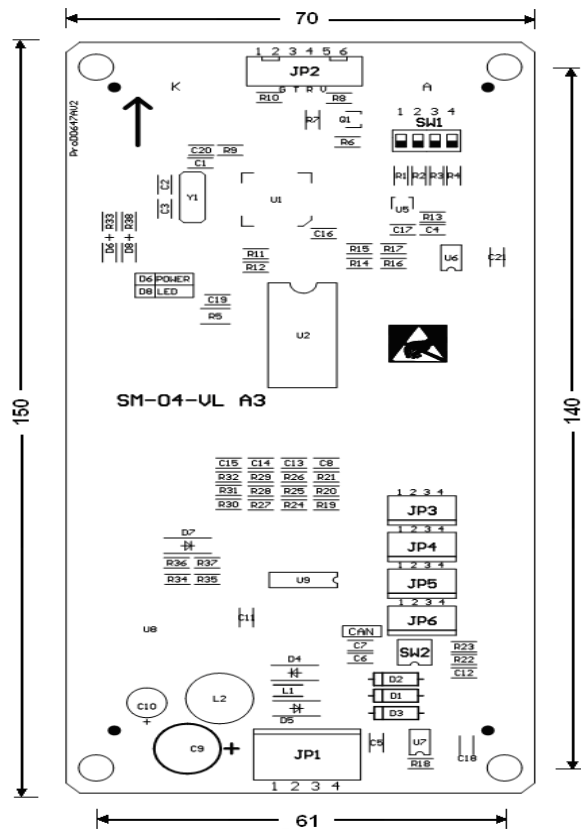 70
1 2 3 4 5 6
JP2
G T R V
K
A
R10
R8
Pro00647AV2
R7
Q1
1 2 3 4
SW1
R6
C20 R9
C1
C2
Y1
C3
U1
R1 R2 R3 R4
U5
R13
C17 C4
C16
R33 R38
D6 D8
R11
R12
R15 R17
R14 R16
U6
C21
D6 POWER
D8 LED
C19
R5
U2
SM-04-VL A3
150
140
C15 C14 C13 C8
R32 R29 R26 R21
R31 R28 R25 R20
R30 R27 R24 R19
1 2 3 4
JP3
1 2 3 4
JP4
1 2 3 4
JP5
1 2 3 4
JP6
D7
R36 R37
R34 R35
U9
U8
C11
CAN
C7
C6
SW2
R23
R22
C12
D4
L1
D5
D2
D1
D3
L2
C10
+
C9 +
JP1
1 2 3 4
C5
U7
R18
C18
61